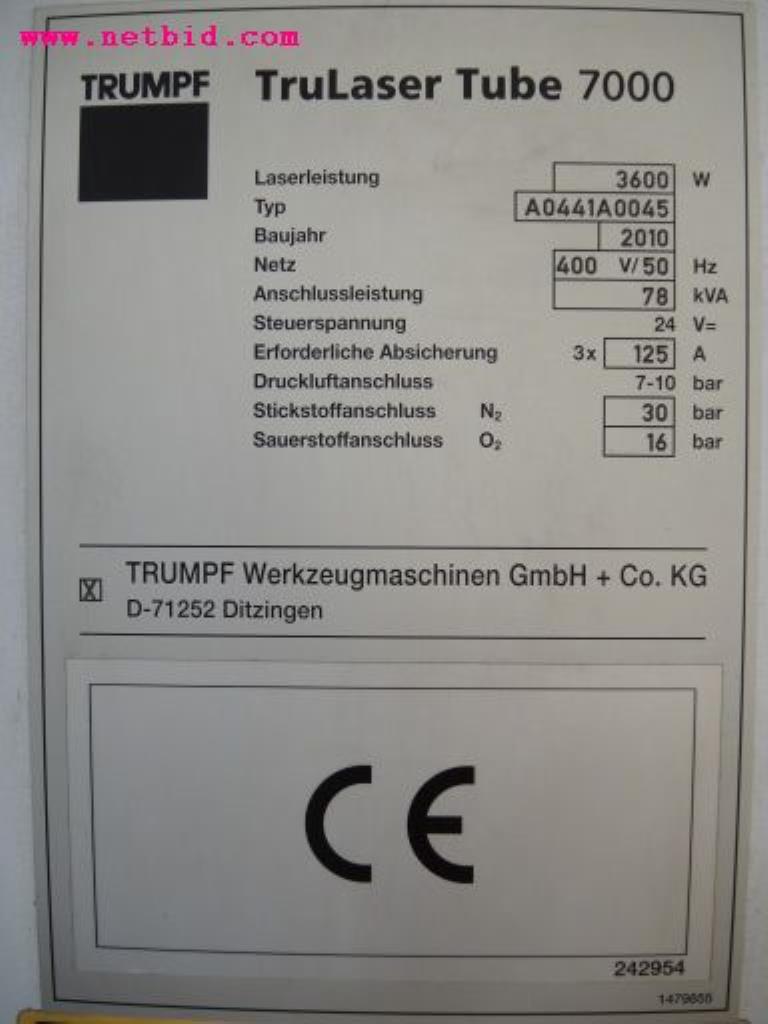 www.netbid.com
TRUMPF TruLaser Tube 7000
Laserleistung 3600 W
Typ A0441A0045
Baujahr 2010
Netz 400 V/50 Hz
Anschlussleistung 78 kVA
Steuerspannung 24 V=
Erforderliche Absicherung 3x 125 A
Druckluftanschluss 7-10 bar
Stickstoffanschluss N₂ 30 bar
Sauerstoffanschluss O₂ 16 bar
X TRUMPF Werkzeugmaschinen GmbH + Co. KG
D-71252 Ditzingen
CE
242954